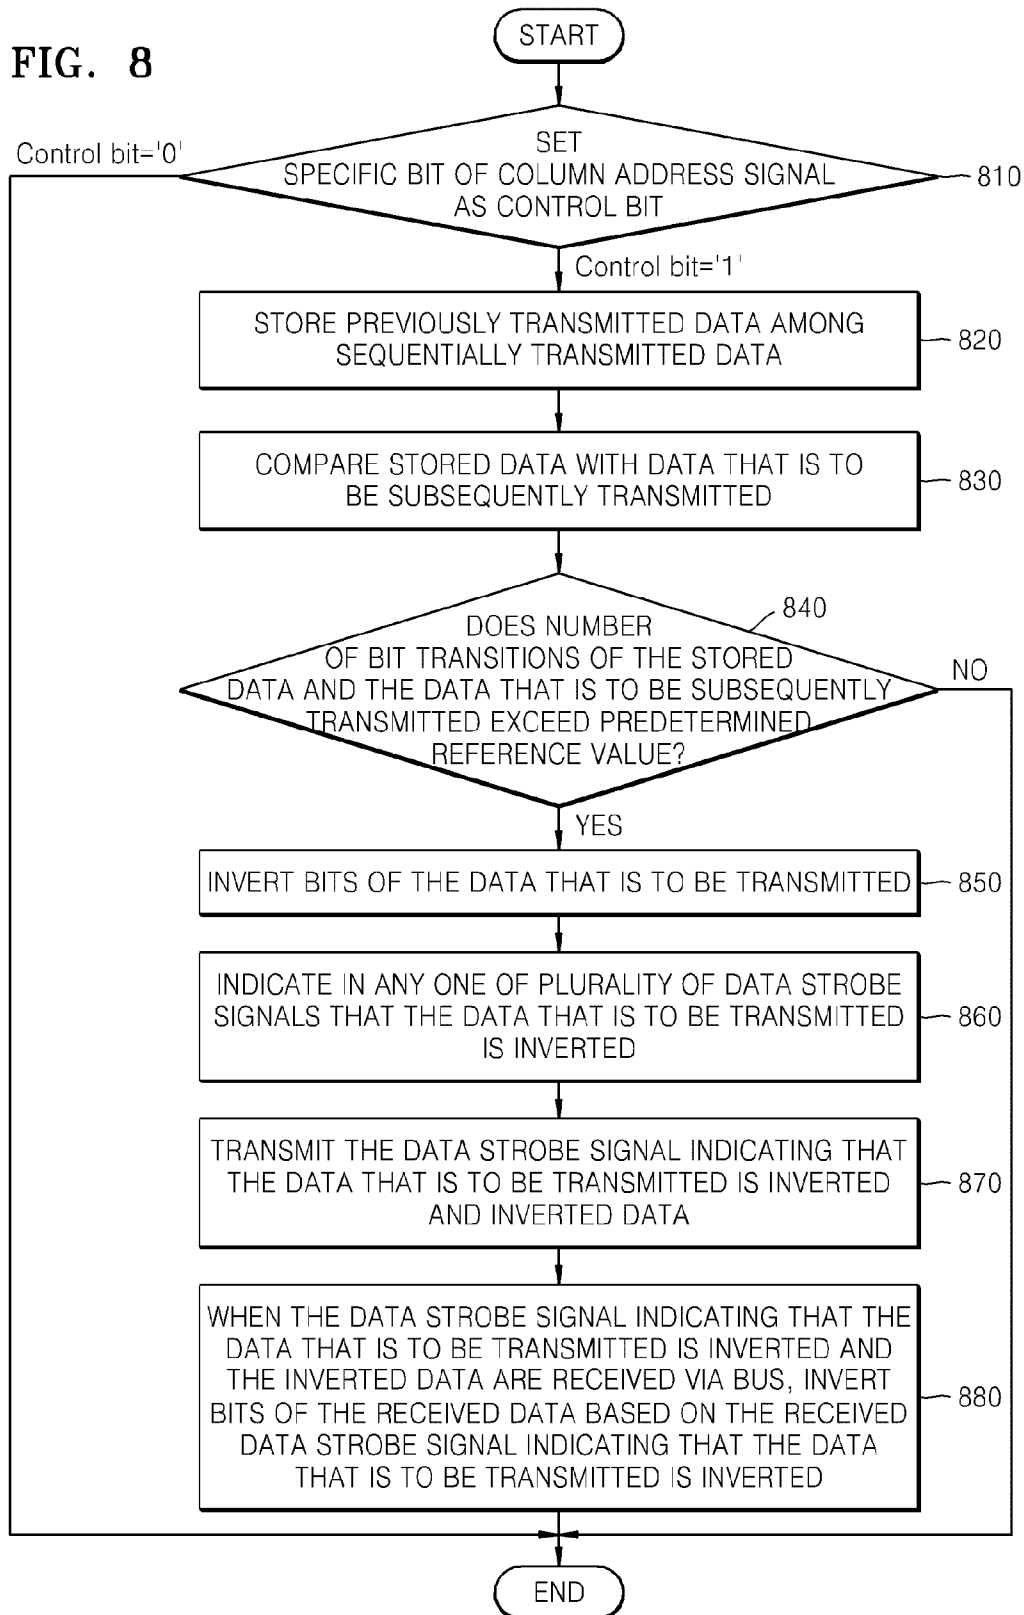 FIG. 8
START
Control bit='0'
SET
SPECIFIC BIT OF COLUMN ADDRESS SIGNAL
AS CONTROL BIT
810
Control bit='1'
STORE PREVIOUSLY TRANSMITTED DATA AMONG
SEQUENTIALLY TRANSMITTED DATA
820
COMPARE STORED DATA WITH DATA THAT IS TO
BE SUBSEQUENTLY TRANSMITTED
830
840
DOES NUMBER
OF BIT TRANSITIONS OF THE STORED
DATA AND THE DATA THAT IS TO BE SUBSEQUENTLY
TRANSMITTED EXCEED PREDETERMINED
REFERENCE VALUE?
NO
YES
INVERT BITS OF THE DATA THAT IS TO BE TRANSMITTED
850
INDICATE IN ANY ONE OF PLURALITY OF DATA STROBE
SIGNALS THAT THE DATA THAT IS TO BE TRANSMITTED
IS INVERTED
860
TRANSMIT THE DATA STROBE SIGNAL INDICATING THAT
THE DATA THAT IS TO BE TRANSMITTED IS INVERTED
AND INVERTED DATA
870
WHEN THE DATA STROBE SIGNAL INDICATING THAT THE
DATA THAT IS TO BE TRANSMITTED IS INVERTED AND
THE INVERTED DATA ARE RECEIVED VIA BUS, INVERT
BITS OF THE RECEIVED DATA BASED ON THE RECEIVED
DATA STROBE SIGNAL INDICATING THAT THE DATA
THAT IS TO BE TRANSMITTED IS INVERTED
880
END